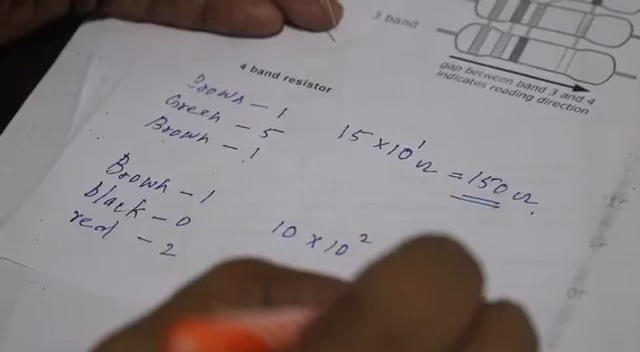 3 band
gap between band 3 and 4
indicates reading direction
4 band resistor
Brown - 1
Green - 5
Brown - 1
15 × 10¹ Ω = 150 Ω.
Brown - 1
black - 0
red - 2
10 × 10²